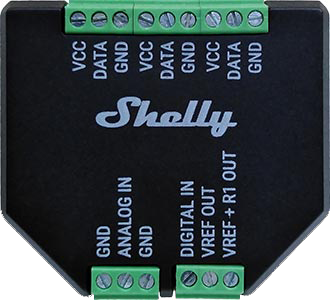 VCC
DATA
GND
VCC
DATA
GND
VCC
DATA
GND
Shelly
GND
ANALOG IN
GND
DIGITAL IN
VREF OUT
VREF + R1 OUT